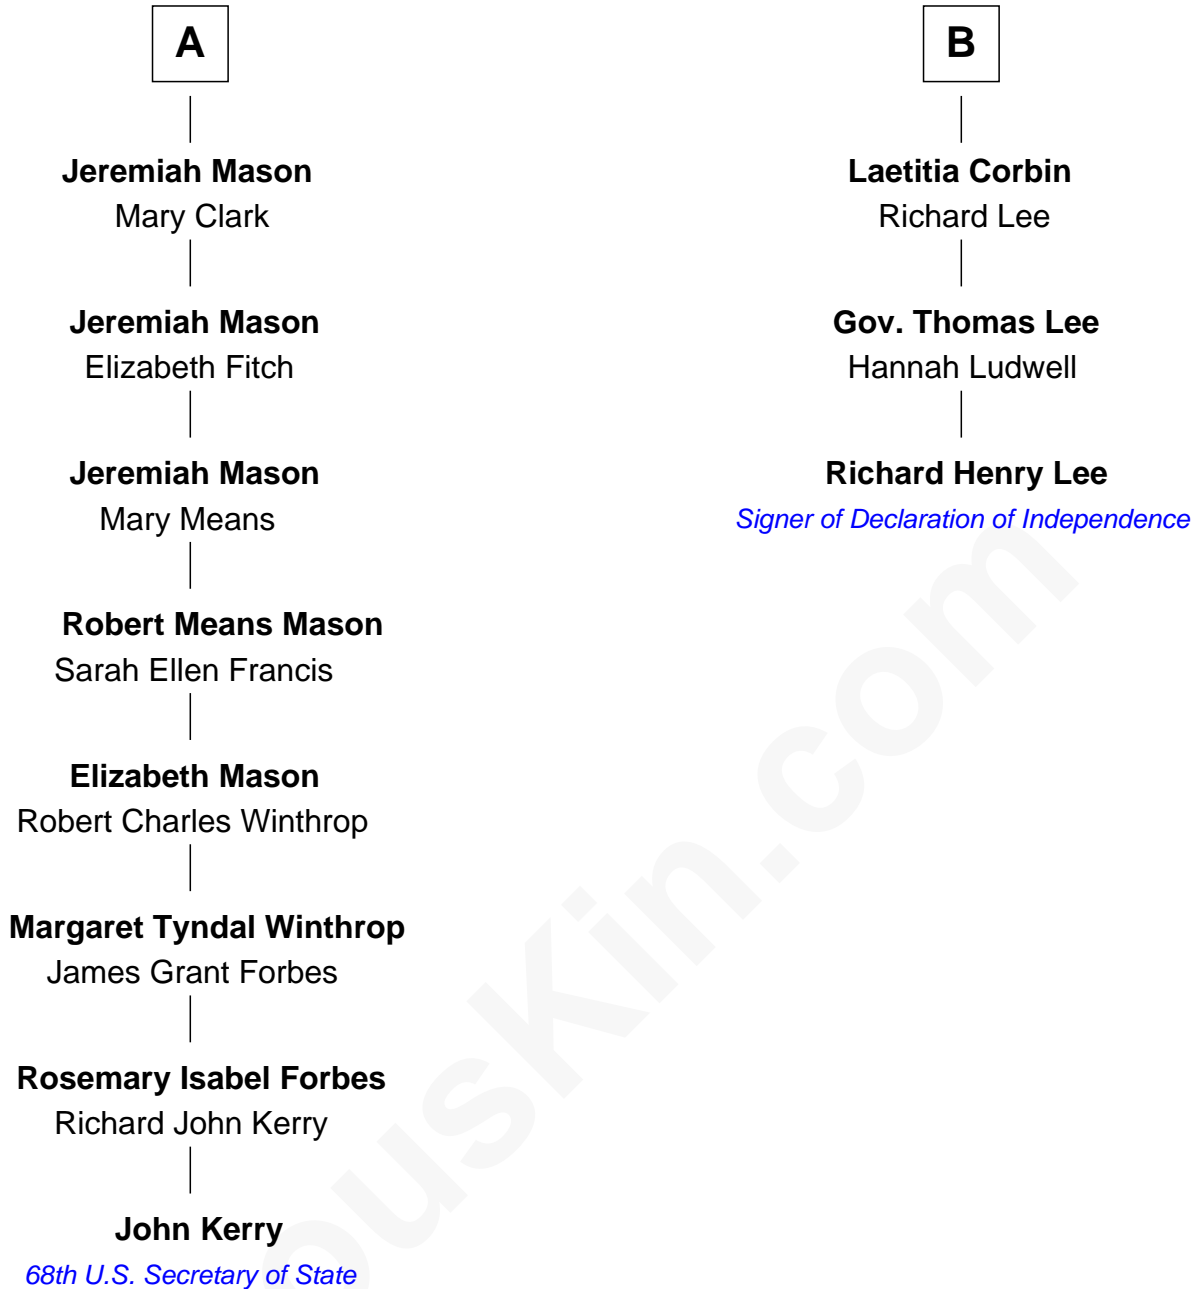 A
Jeremiah Mason
Mary Clark
Jeremiah Mason
Elizabeth Fitch
Jeremiah Mason
Mary Means
Robert Means Mason
Sarah Ellen Francis
Elizabeth Mason
Robert Charles Winthrop
Margaret Tyndal Winthrop
James Grant Forbes
Rosemary Isabel Forbes
Richard John Kerry
John Kerry
68th U.S. Secretary of State
B
Laetitia Corbin
Richard Lee
Gov. Thomas Lee
Hannah Ludwell
Richard Henry Lee
Signer of Declaration of Independence
ouskin.com